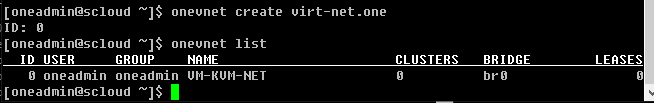 [oneadmin@scloud ~]$ onevnet create virt-net.one
ID: 0
[oneadmin@scloud ~]$ onevnet list
ID USER GROUP NAME CLUSTERS BRIDGE LEASES
0 oneadmin oneadmin VM-KVM-NET 0 br0 0
[oneadmin@scloud ~]$